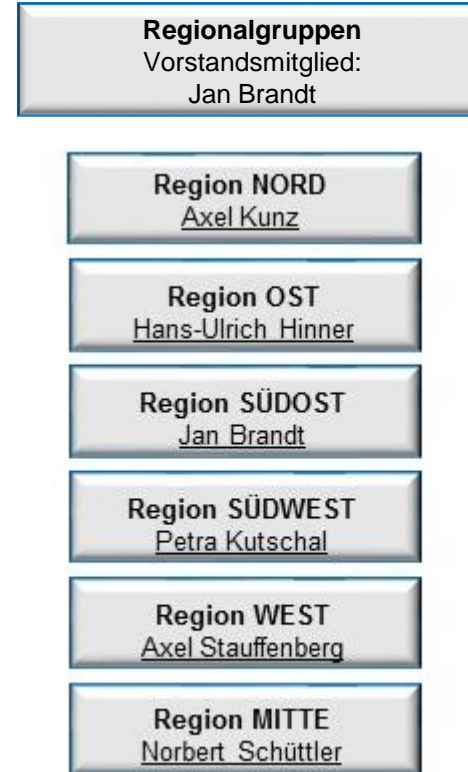 Regionalgruppen
Vorstandsmitglied:
Jan Brandt
Region NORD
Axel Kunz
Region OST
Hans-Ulrich Hinner
Region SÜDOST
Jan Brandt
Region SÜDWEST
Petra Kutschal
Region WEST
Axel Stauffenberg
Region MITTE
Norbert Schüttler